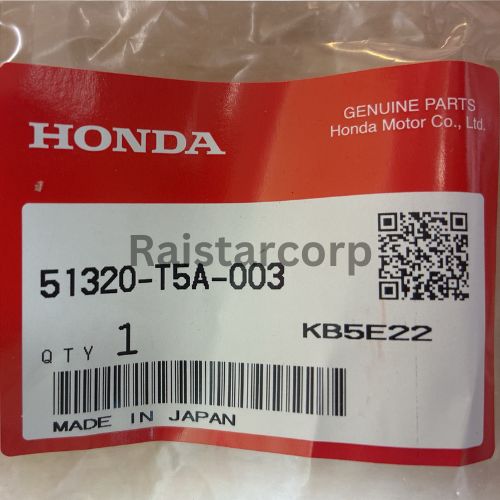 GENUINE PARTS
HONDA
Honda Motor Co., Ltd.
Raistarcorp
51320-T5A-003
QTY 1
KB5E22
MADE IN JAPAN